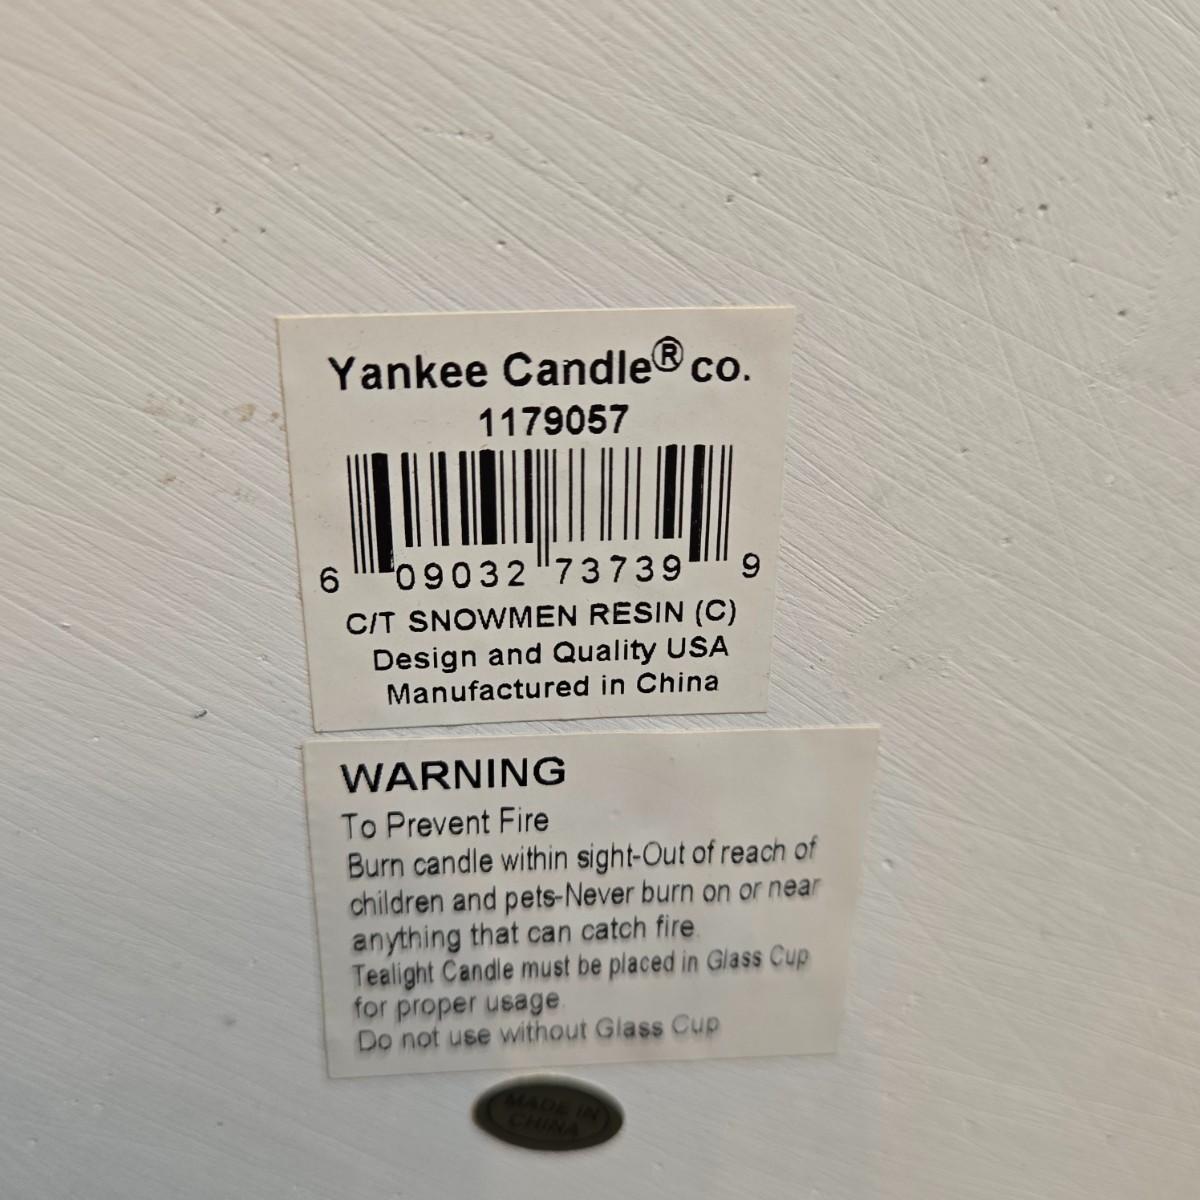 Yankee Candle® co.
1179057
6 09032 73739 9
C/T SNOWMEN RESIN (C)
Design and Quality USA
Manufactured in China
WARNING
To Prevent Fire
Burn candle within sight-Out of reach of
children and pets-Never burn on or near
anything that can catch fire.
Tealight Candle must be placed in Glass Cup
for proper usage.
Do not use without Glass Cup
MADE IN
CHINA